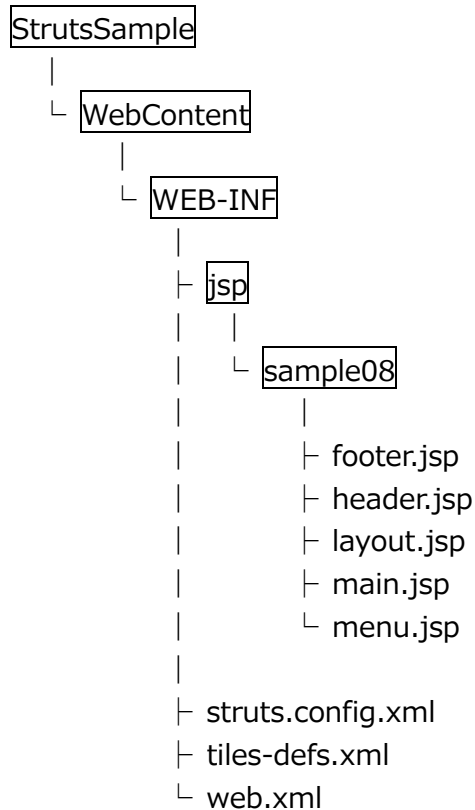 StrutsSample
WebContent
WEB-INF
jsp
sample08
footer.jsp
header.jsp
layout.jsp
main.jsp
menu.jsp
struts.config.xml
tiles-defs.xml
web.xml